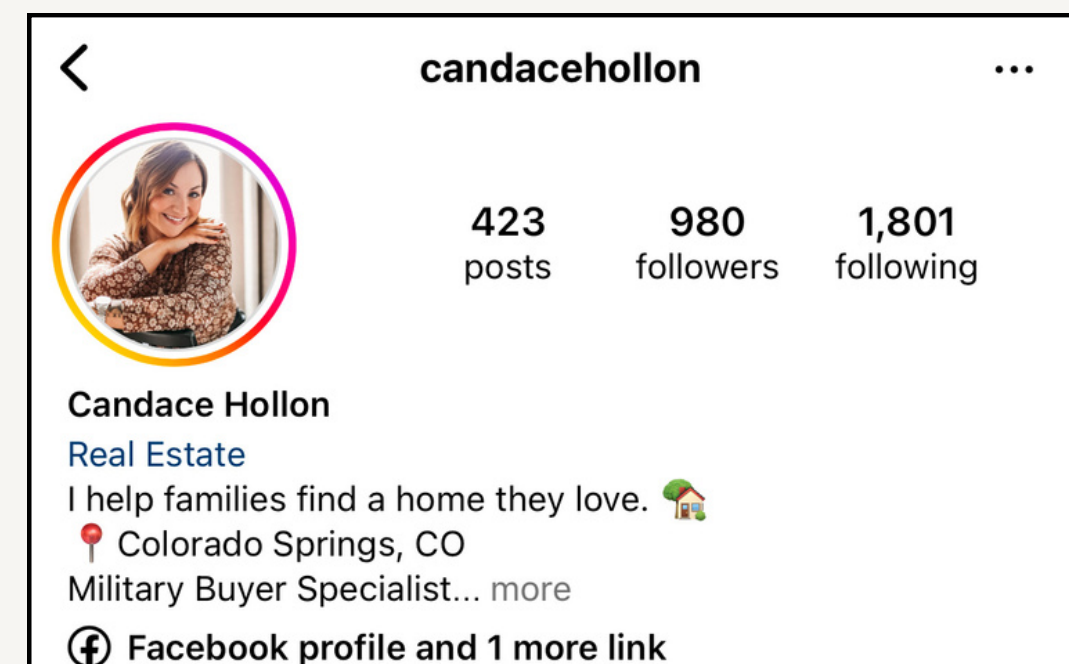 candacehollon
423 980 1,801
posts followers following
Candace Hollon
Real Estate
I help families find a home they love.
Colorado Springs, CO
Military Buyer Specialist... more
Facebook profile and 1 more link